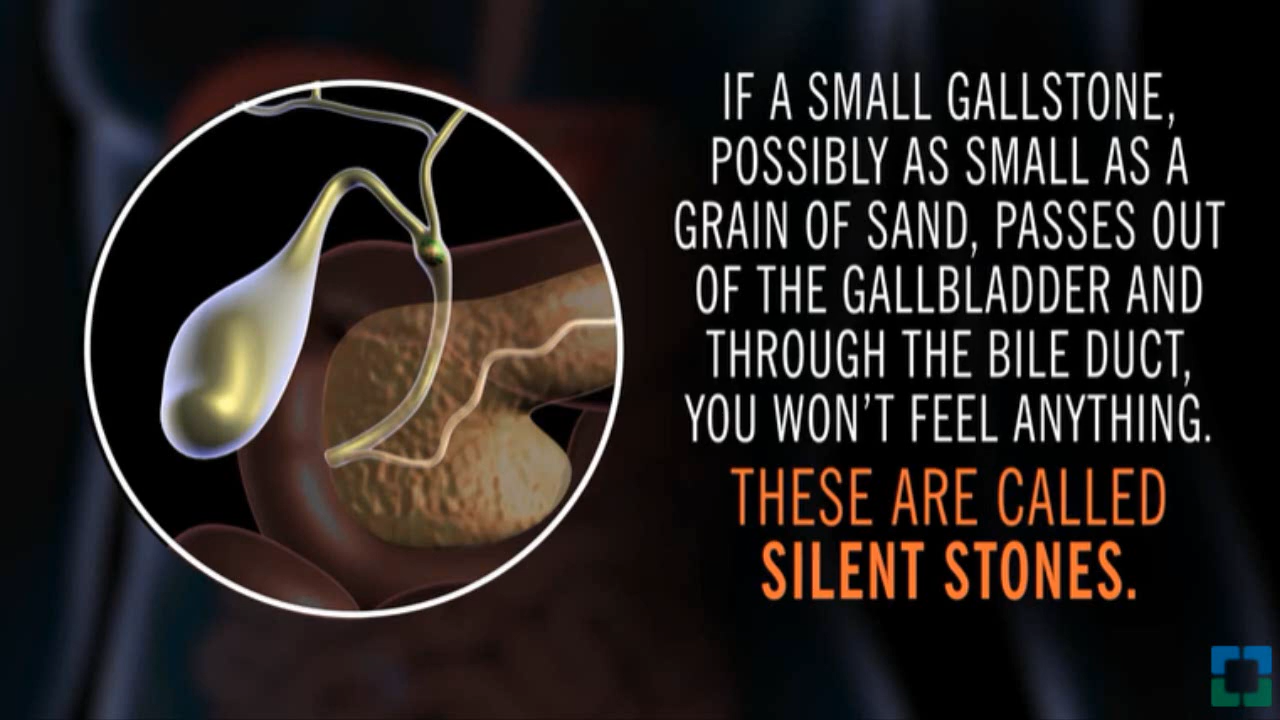 IF A SMALL GALLSTONE,
POSSIBLY AS SMALL AS A
GRAIN OF SAND, PASSES OUT
OF THE GALLBLADDER AND
THROUGH THE BILE DUCT,
YOU WON'T FEEL ANYTHING.
THESE ARE CALLED
SILENT STONES.